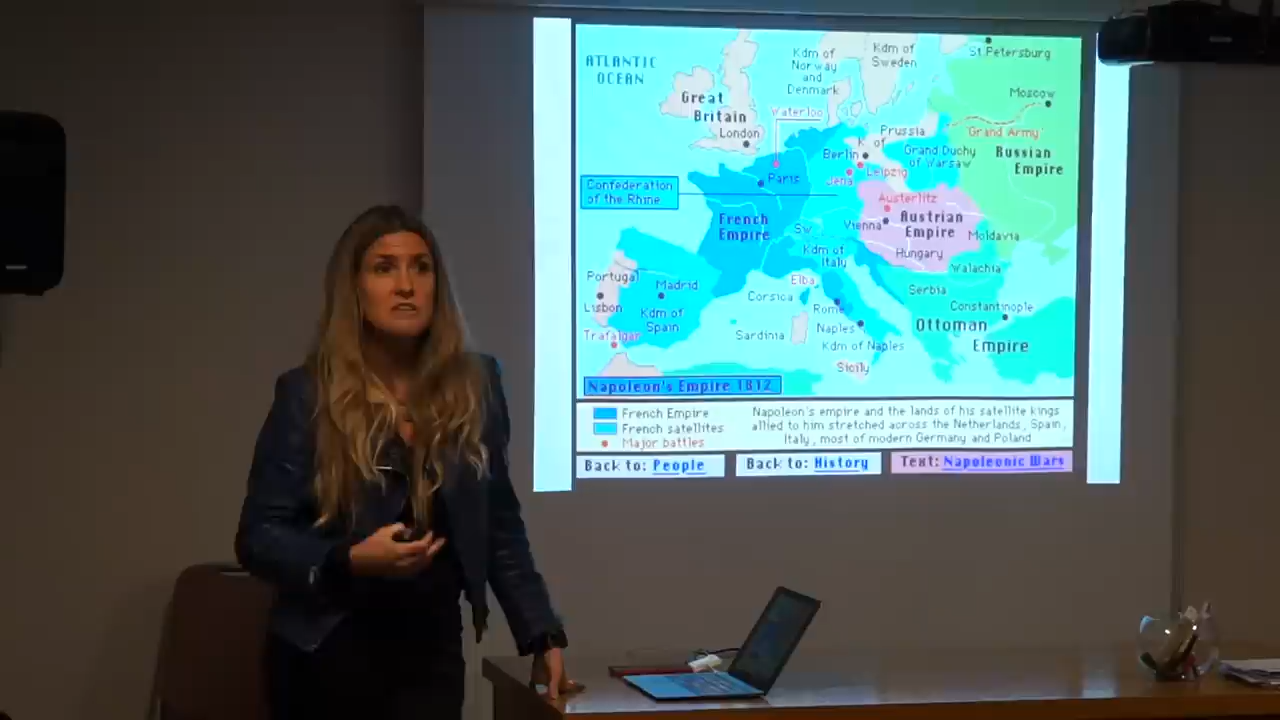 ATLANTIC
OCEAN
Kdm of
Norway
and
Denmark
Kdm of
Sweden
St Petersburg
Moscow
Great
Britain
London
Waterloo
Prussia
K of
'Grand Army'
Berlin
Grand Duchy
of Warsaw
Russian
Empire
Jena
Leipzig
Paris
Confederation
of the Rhine
Austerlitz
French
Empire
Sw
Vienna
Austrian
Empire
Moldavia
Kdm of
Italy
Hungary
Walachia
Portugal
Madrid
Elba
Serbia
Lisbon
Corsica
Rome
Constantinople
Kdm of
Spain
Naples
Ottoman
Empire
Trafalgar
Sardinia
Kdm of Naples
Sicily
Napoleon's Empire 1812
French Empire
French satellites
Major battles
Napoleon's empire and the lands of his satellite kings
allied to him stretched across the Netherlands, Spain,
Italy, most of modern Germany and Poland
Back to: People
Back to: History
Text: Napoleonic Wars